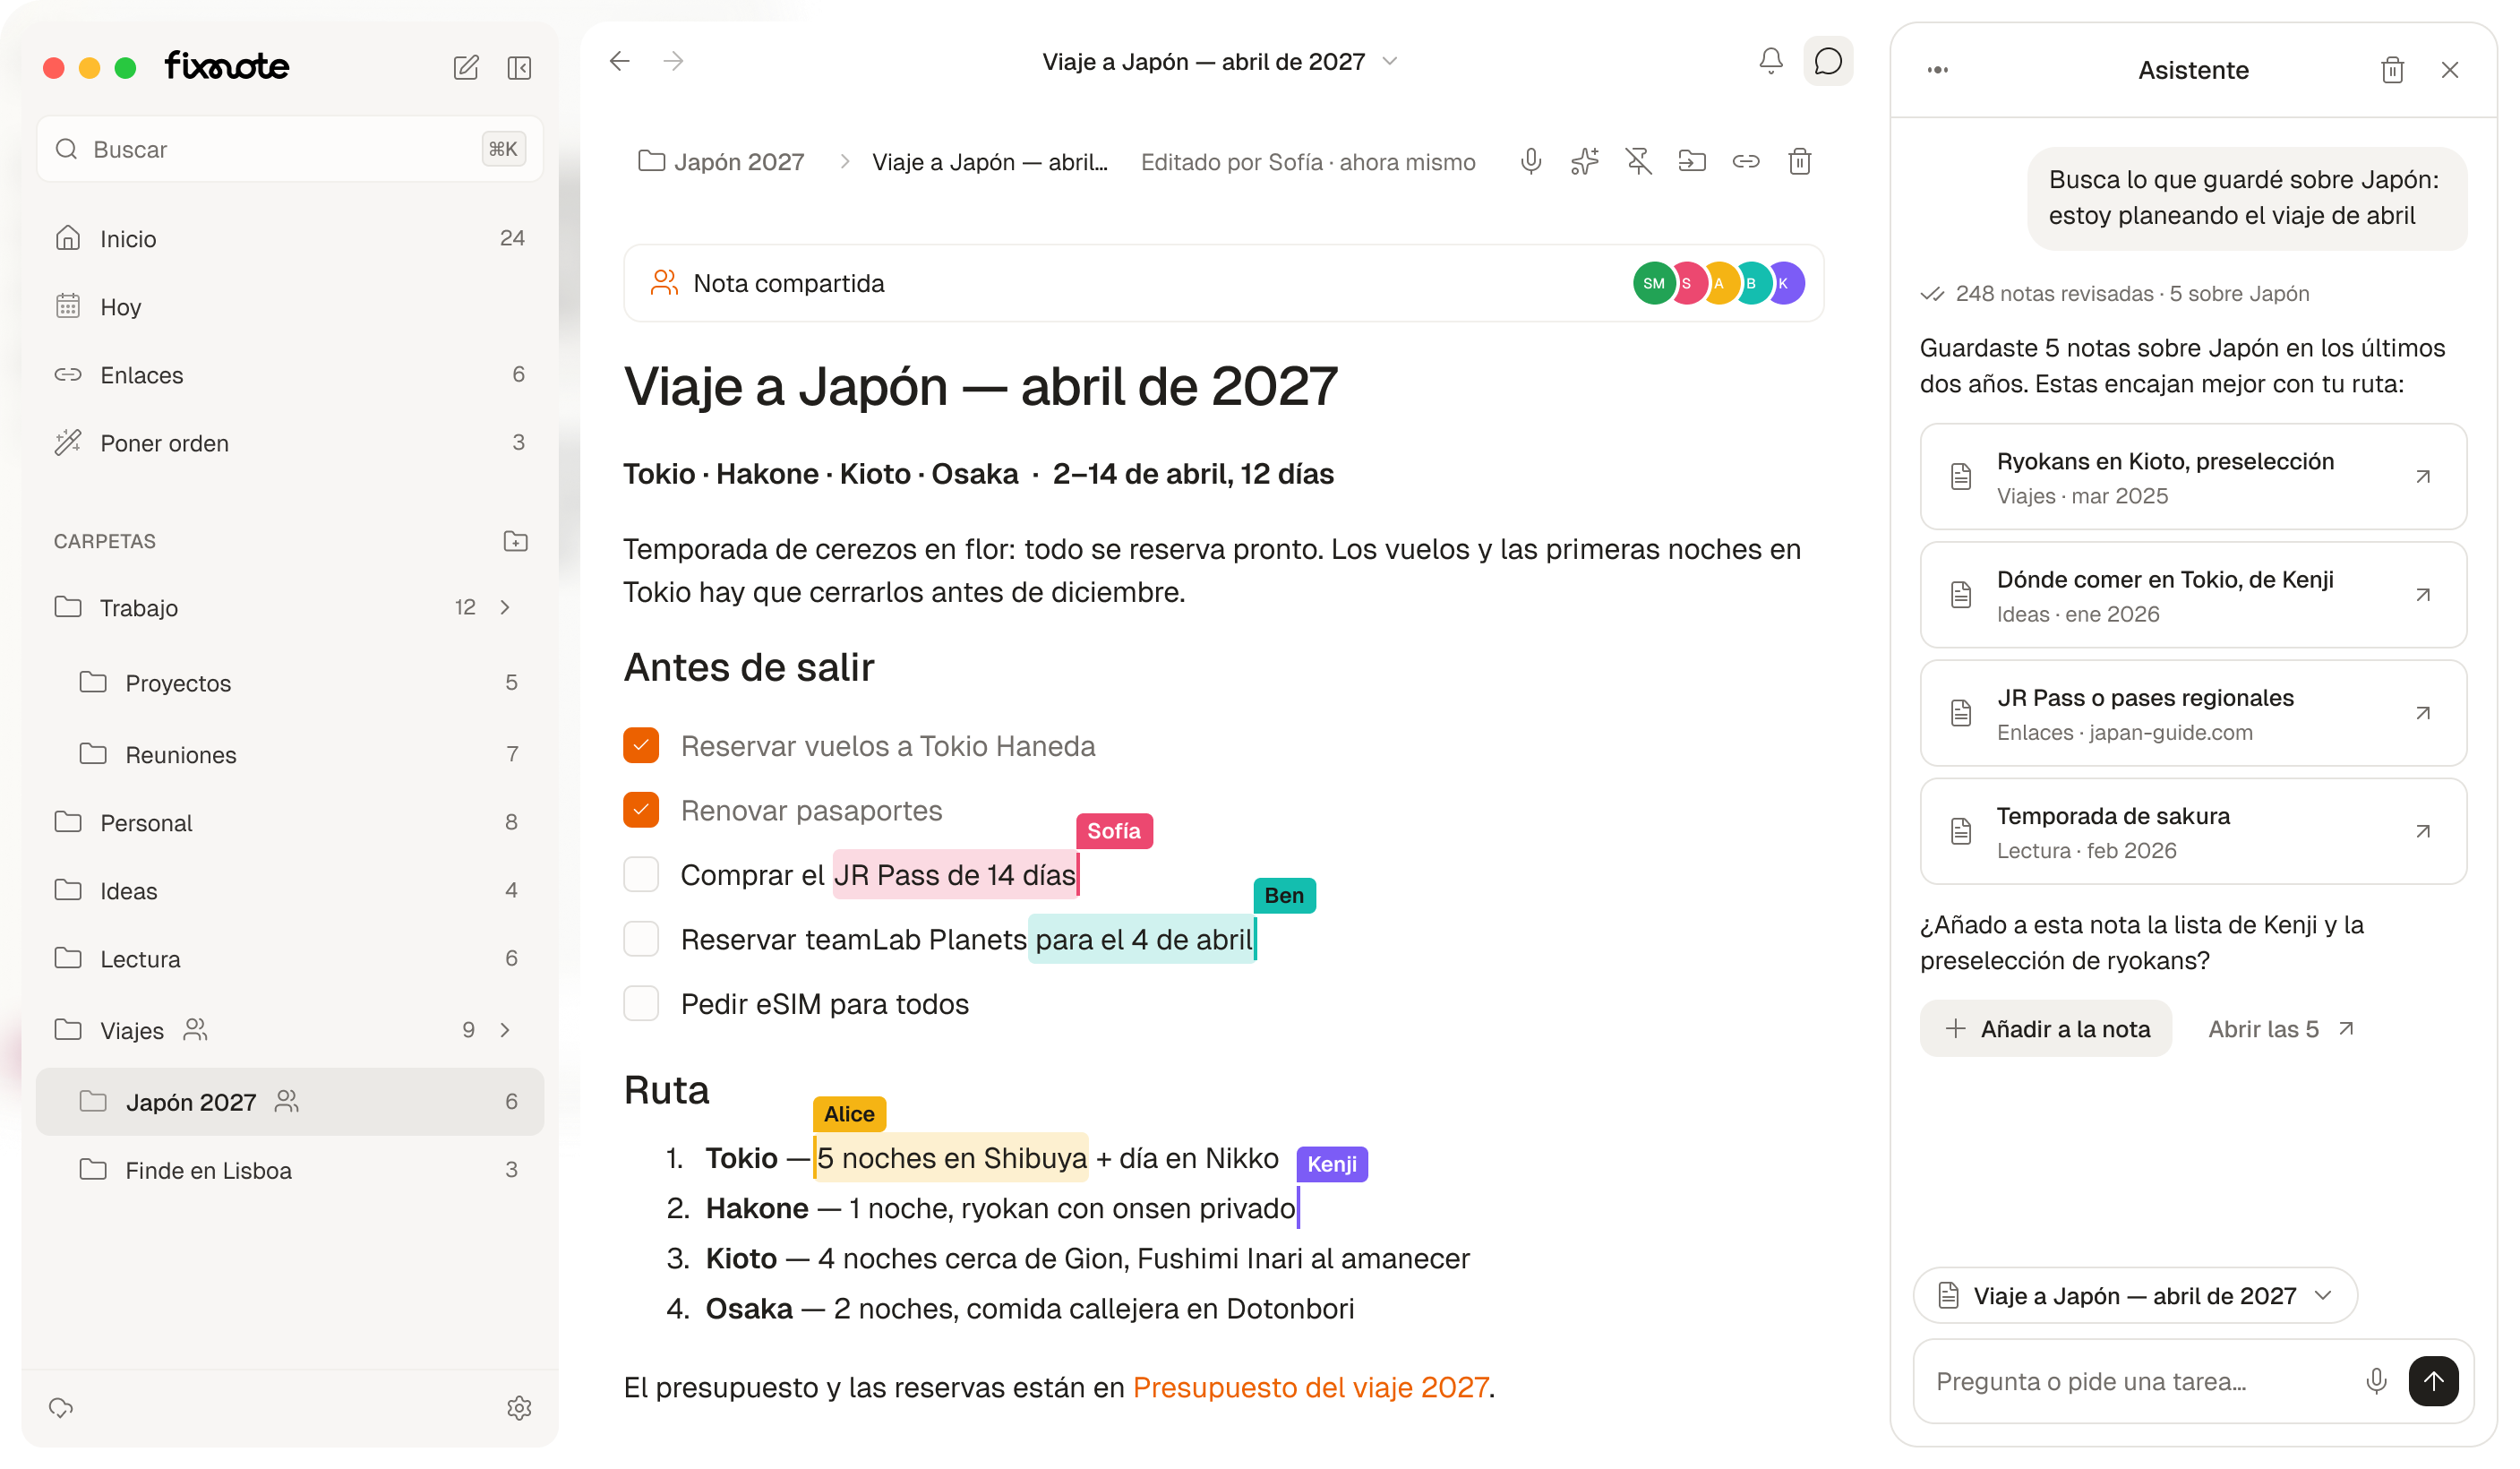 fixnote
Buscar
⌘K
Inicio 24
Hoy
Enlaces 6
Poner orden 3
CARPETAS
Trabajo 12
Proyectos 5
Reuniones 7
Personal 8
Ideas 4
Lectura 6
Viajes 9
Japón 2027 6
Finde en Lisboa 3
Viaje a Japón — abril de 2027
Japón 2027 Viaje a Japón — abril... Editado por Sofía · ahora mismo
Nota compartida SM S A B K
Viaje a Japón — abril de 2027
Tokio · Hakone · Kioto · Osaka · 2–14 de abril, 12 días
Temporada de cerezos en flor: todo se reserva pronto. Los vuelos y las primeras noches en
Tokio hay que cerrarlos antes de diciembre.
Antes de salir
Reservar vuelos a Tokio Haneda
Renovar pasaportes
Sofía
Comprar el JR Pass de 14 días
Ben
Reservar teamLab Planets para el 4 de abril
Pedir eSIM para todos
Ruta
Alice
1. Tokio — 5 noches en Shibuya + día en Nikko
Kenji
2. Hakone — 1 noche, ryokan con onsen privado
3. Kioto — 4 noches cerca de Gion, Fushimi Inari al amanecer
4. Osaka — 2 noches, comida callejera en Dotonbori
El presupuesto y las reservas están en Presupuesto del viaje 2027.
Asistente
Busca lo que guardé sobre Japón:
estoy planeando el viaje de abril
248 notas revisadas · 5 sobre Japón
Guardaste 5 notas sobre Japón en los últimos
dos años. Estas encajan mejor con tu ruta:
Ryokans en Kioto, preselección
Viajes · mar 2025
Dónde comer en Tokio, de Kenji
Ideas · ene 2026
JR Pass o pases regionales
Enlaces · japan-guide.com
Temporada de sakura
Lectura · feb 2026
¿Añado a esta nota la lista de Kenji y la
preselección de ryokans?
Añadir a la nota Abrir las 5
Viaje a Japón — abril de 2027
Pregunta o pide una tarea...